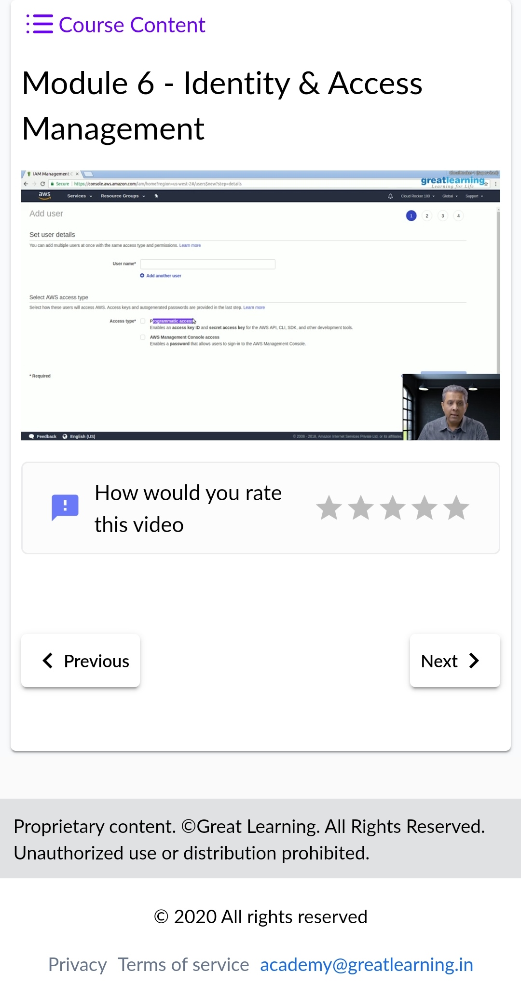 Course Content
Module 6 - Identity & Access
Management
IAM Management C
CloudRocker-1 (Supervised)
Secure | https://console.aws.amazon.com/iam/home?region=us-west-2#/users$new?step=details
greatlearning
Learning for Life
aws Services Resource Groups Cloud Rocker 100 Global Support
Add user
1 2 3 4
Set user details
You can add multiple users at once with the same access type and permissions. Learn more
User name*
Add another user
Select AWS access type
Select how these users will access AWS. Access keys and autogenerated passwords are provided in the last step. Learn more
Access type* Programmatic access
Enables an access key ID and secret access key for the AWS API, CLI, SDK, and other development tools.
AWS Management Console access
Enables a password that allows users to sign-in to the AWS Management Console.
* Required
Feedback English (US) © 2008 - 2018, Amazon Internet Services Private Ltd. or its affiliates.
How would you rate
this video
Previous Next
Proprietary content. ©Great Learning. All Rights Reserved.
Unauthorized use or distribution prohibited.
© 2020 All rights reserved
Privacy Terms of service academy@greatlearning.in